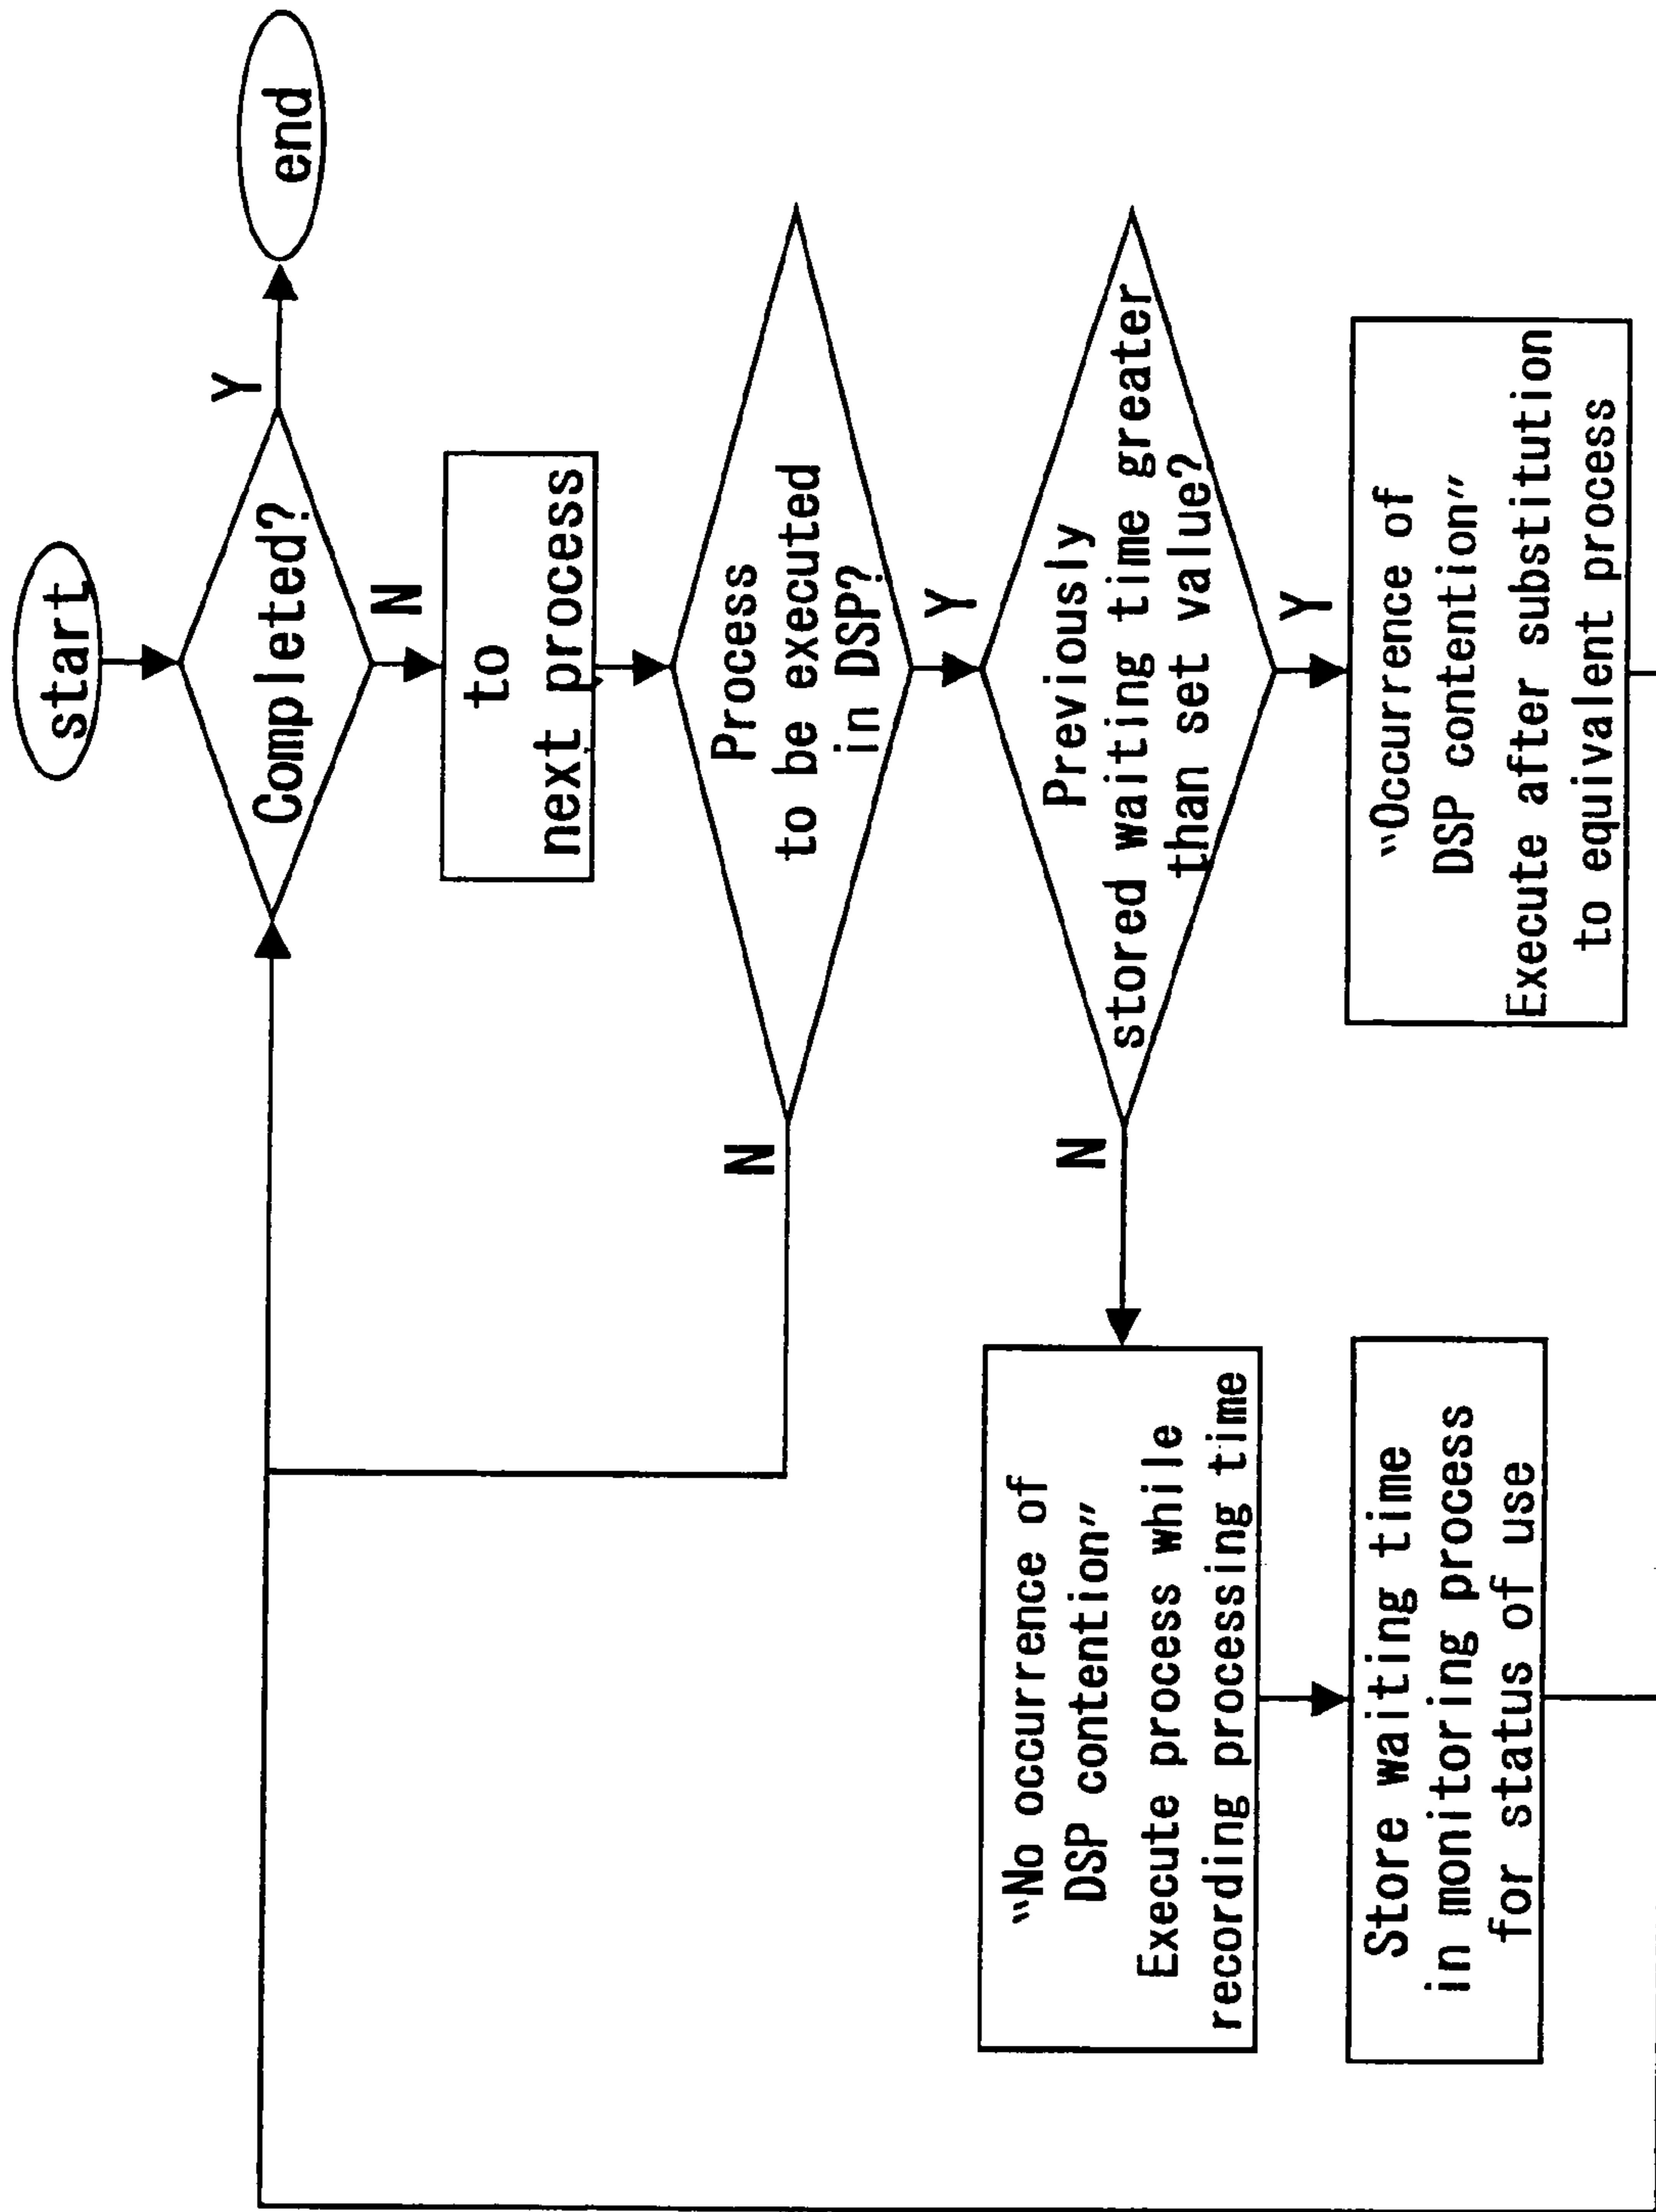 start
Completed?
Y
end
N
to
next process
Process
to be executed
in DSP?
N
Y
Previously
stored waiting time greater
than set value?
N
Y
"No occurrence of
DSP contention"
Execute process while
recording processing time
"Occurrence of
DSP contention"
Execute after substitution
to equivalent process
Store waiting time
in monitoring process
for status of use